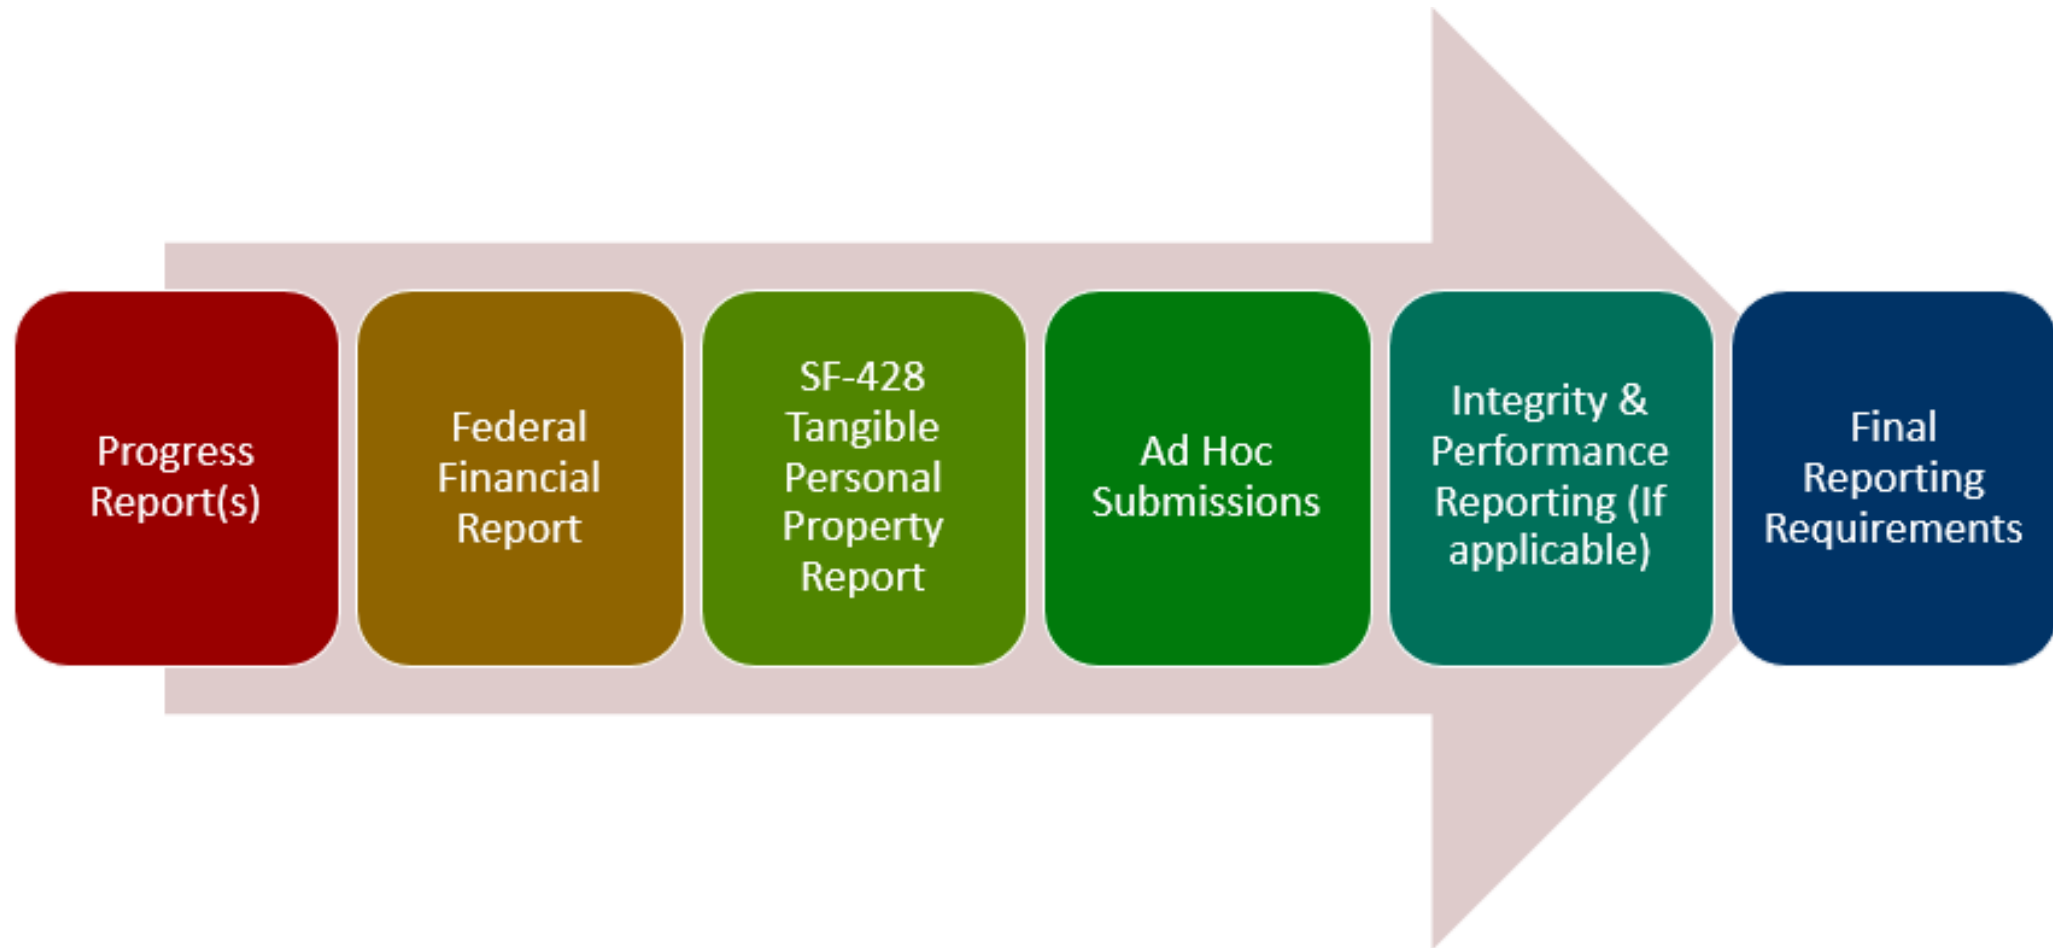 Progress
Report(s)
Federal
Financial
Report
SF-428
Tangible
Personal
Property
Report
Ad Hoc
Submissions
Integrity &
Performance
Reporting (If
applicable)
Final
Reporting
Requirements